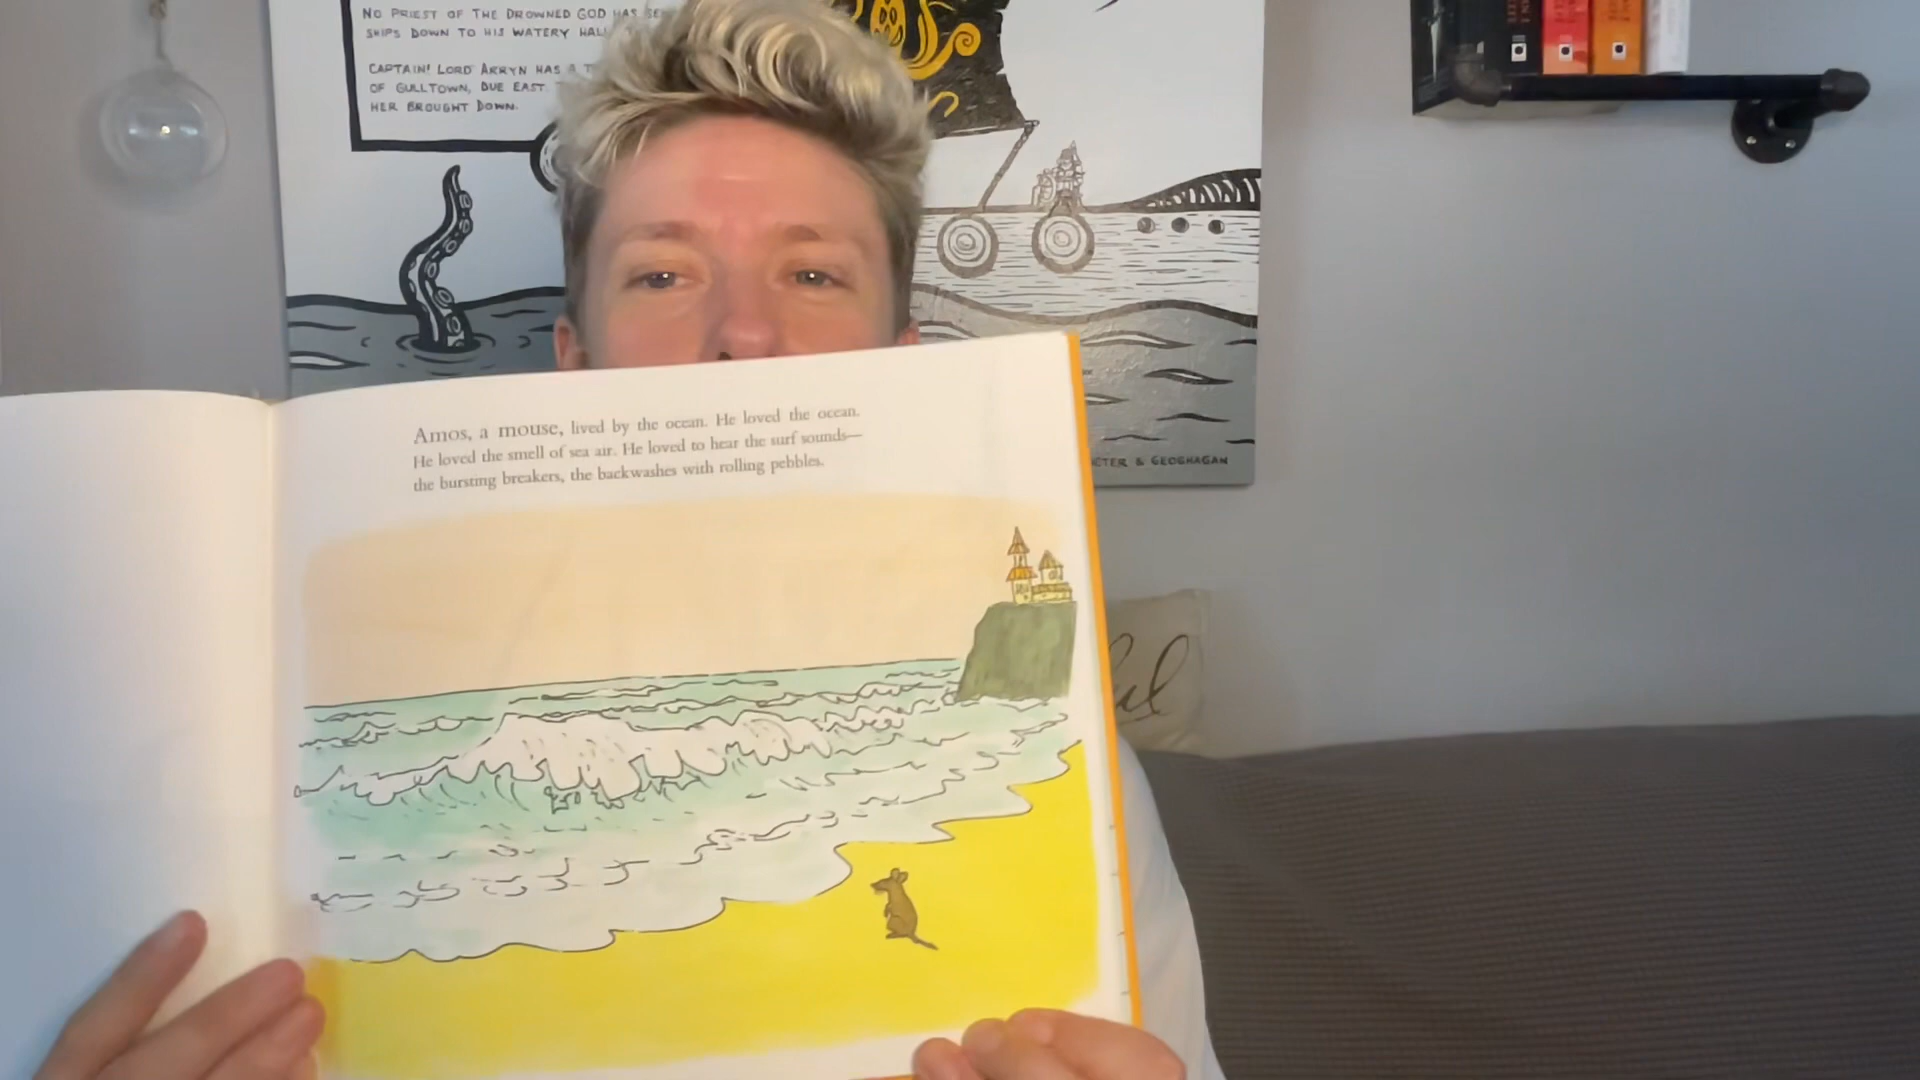 NO PRIEST OF THE DROWNED GOD HAS
SHIPS DOWN TO HIS WATERY
CAPTAIN! LORD ARRYN HAS A
OF GULLTOWN, DUE EAST.
HER BROUGHT DOWN.
& GEOGHAGAN
Amos, a mouse, lived by the ocean. He loved the ocean.
He loved the smell of sea air. He loved to hear the surf sounds—
the bursting breakers, the backwashes with rolling pebbles.